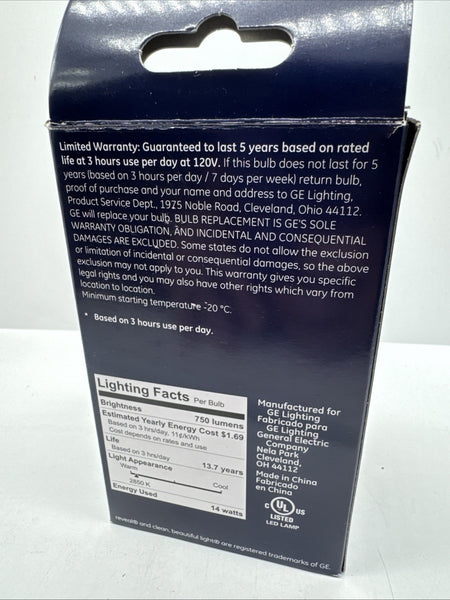 Limited Warranty: Guaranteed to last 5 years based on rated
life at 3 hours use per day at 120V. If this bulb does not last for 5
years (based on 3 hours per day / 7 days per week) return bulb,
proof of purchase and your name and address to GE Lighting,
Product Service Dept., 1975 Noble Road, Cleveland, Ohio 44112.
GE will replace your bulb. BULB REPLACEMENT IS GE'S SOLE
WARRANTY OBLIGATION, AND INCIDENTAL AND CONSEQUENTIAL
DAMAGES ARE EXCLUDED. Some states do not allow the exclusion
or limitation of incidental or consequential damages, so the above
exclusion may not apply to you. This warranty gives you specific
legal rights and you may also have other rights which vary from
location to location.
Minimum starting temperature -20 °C.
* Based on 3 hours use per day.
Lighting Facts Per Bulb
Brightness 750 lumens
Estimated Yearly Energy Cost $1.69
Based on 3 hrs/day, 11¢/kWh
Cost depends on rates and use
Life
Based on 3 hrs/day 13.7 years
Light Appearance
Warm Cool
2850 K
Energy Used 14 watts
Manufactured for
GE Lighting
Fabricado para
GE Lighting
General Electric
Company
Nela Park
Cleveland,
OH 44112
Made in China
Fabricado
en China
C UL US
LISTED
LED LAMP
reveal® and clean, beautiful light® are registered trademarks of GE.